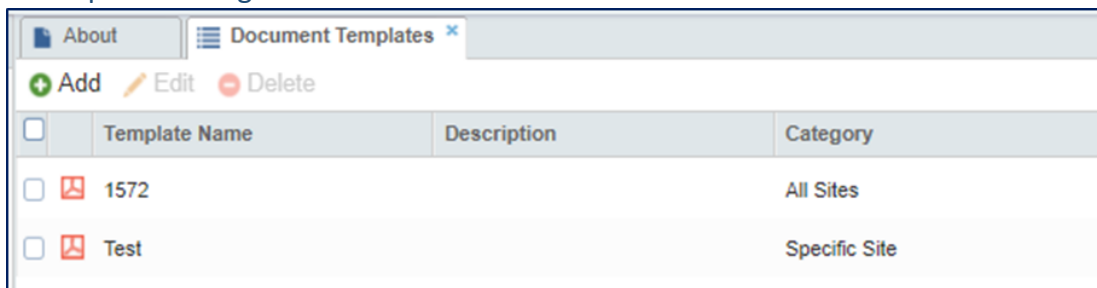 About Document Templates
Add Edit Delete
Template Name Description Category
1572 All Sites
Test Specific Site